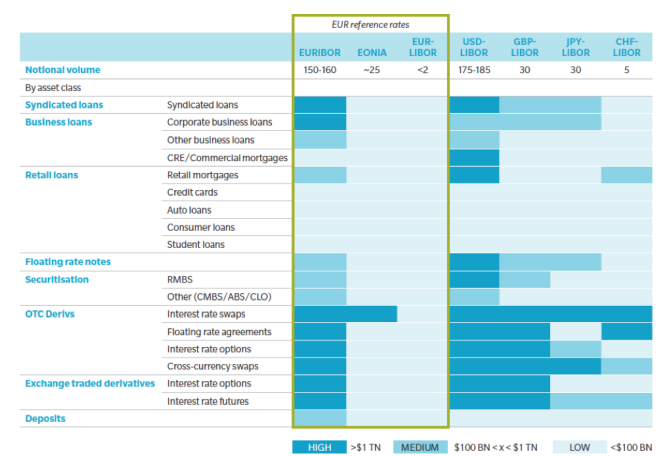 EUR reference rates
EURIBOR EONIA EUR-LIBOR USD-LIBOR GBP-LIBOR JPY-LIBOR CHF-LIBOR
Notional volume 150-160 ~25 <2 175-185 30 30 5
By asset class
Syndicated loans Syndicated loans
Business loans Corporate business loans
Other business loans
CRE/Commercial mortgages
Retail loans Retail mortgages
Credit cards
Auto loans
Consumer loans
Student loans
Floating rate notes
Securitisation RMBS
Other (CMBS/ABS/CLO)
OTC Derivs Interest rate swaps
Floating rate agreements
Interest rate options
Cross-currency swaps
Exchange traded derivatives Interest rate options
Interest rate futures
Deposits
HIGH >$1 TN MEDIUM $100 BN < x < $1 TN LOW <$100 BN